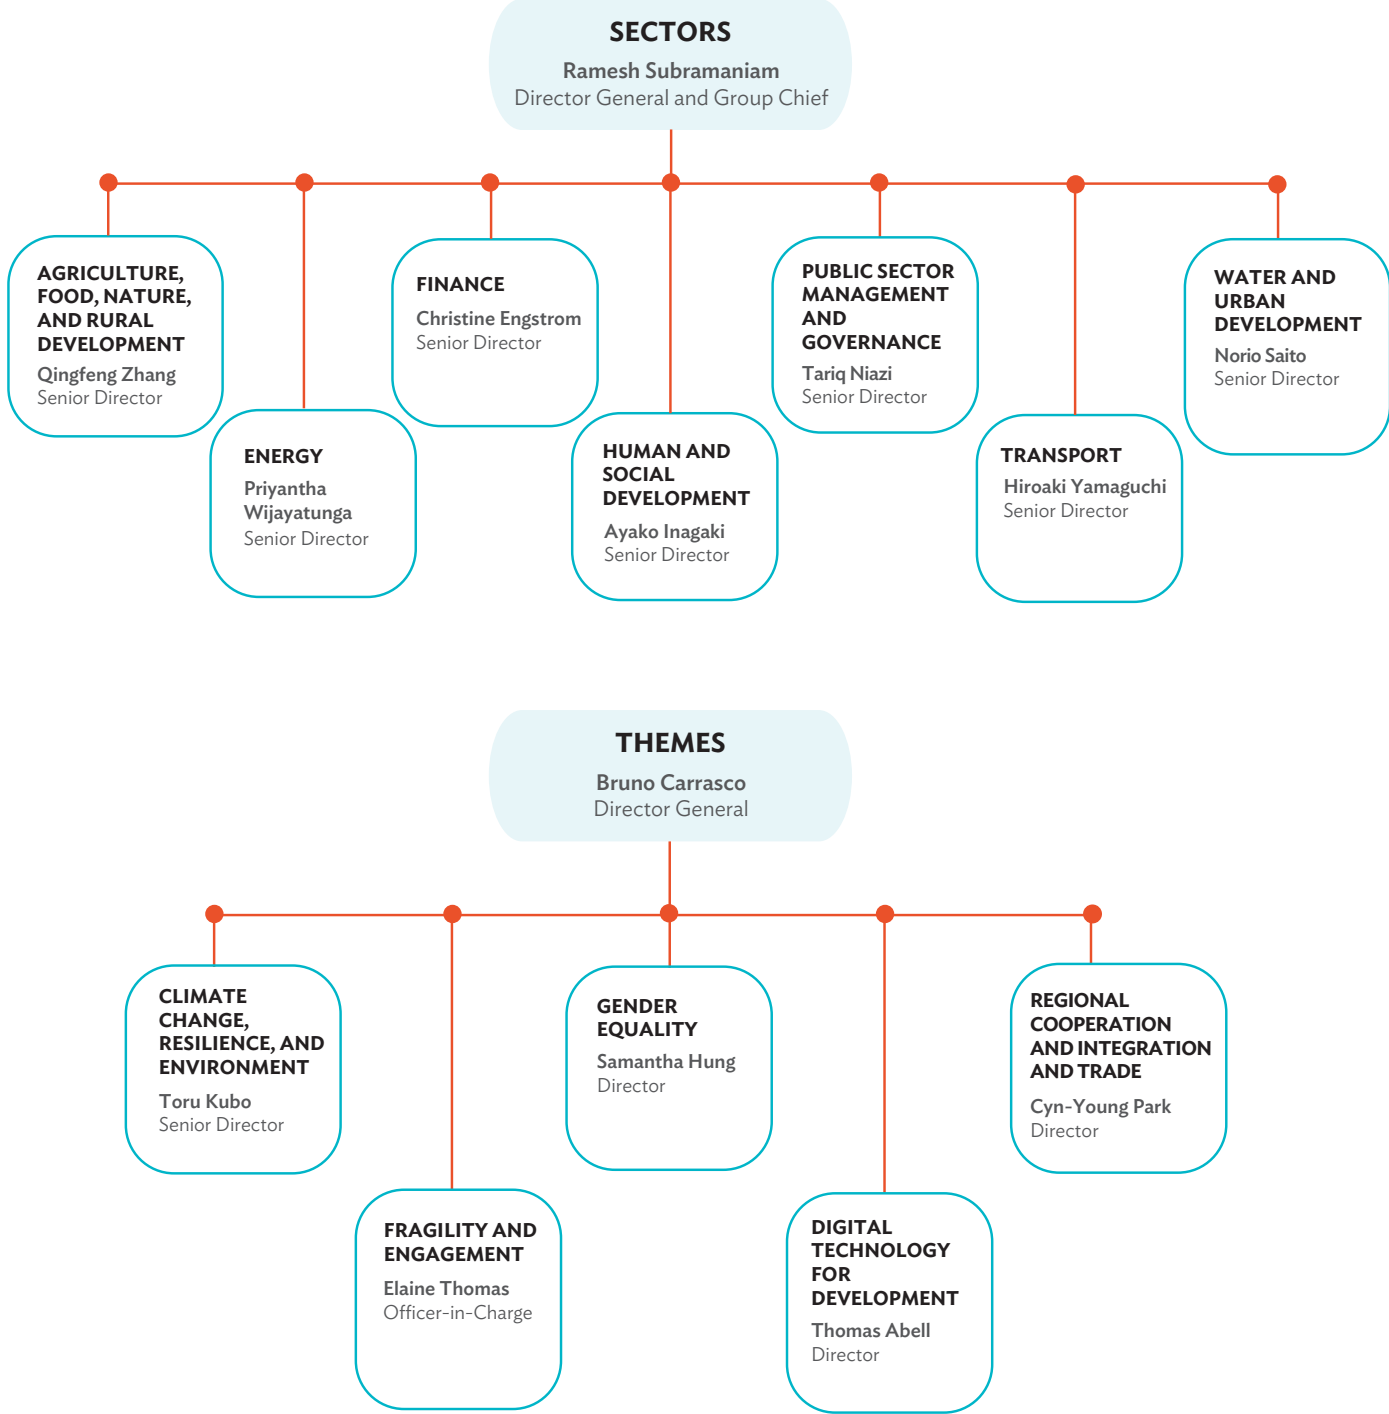 SECTORS
Ramesh Subramaniam
Director General and Group Chief
AGRICULTURE,
FOOD, NATURE,
AND RURAL
DEVELOPMENT
Qingfeng Zhang
Senior Director
ENERGY
Priyantha
Wijayatunga
Senior Director
FINANCE
Christine Engstrom
Senior Director
HUMAN AND
SOCIAL
DEVELOPMENT
Ayako Inagaki
Senior Director
PUBLIC SECTOR
MANAGEMENT
AND
GOVERNANCE
Tariq Niazi
Senior Director
TRANSPORT
Hiroaki Yamaguchi
Senior Director
WATER AND
URBAN
DEVELOPMENT
Norio Saito
Senior Director
THEMES
Bruno Carrasco
Director General
CLIMATE
CHANGE,
RESILIENCE, AND
ENVIRONMENT
Toru Kubo
Senior Director
FRAGILITY AND
ENGAGEMENT
Elaine Thomas
Officer-in-Charge
GENDER
EQUALITY
Samantha Hung
Director
DIGITAL
TECHNOLOGY
FOR
DEVELOPMENT
Thomas Abell
Director
REGIONAL
COOPERATION
AND INTEGRATION
AND TRADE
Cyn-Young Park
Director